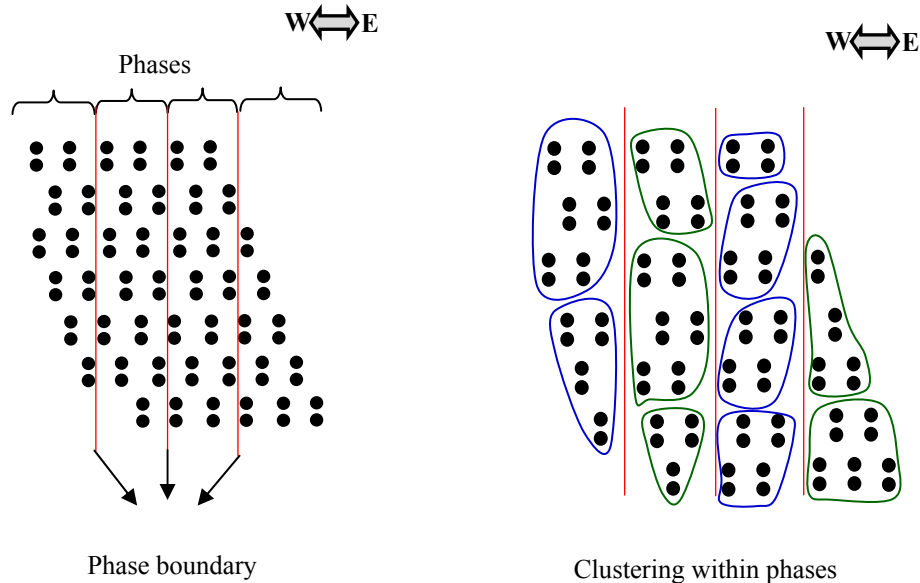 W E
Phases
Phase boundary
W E
Clustering within phases